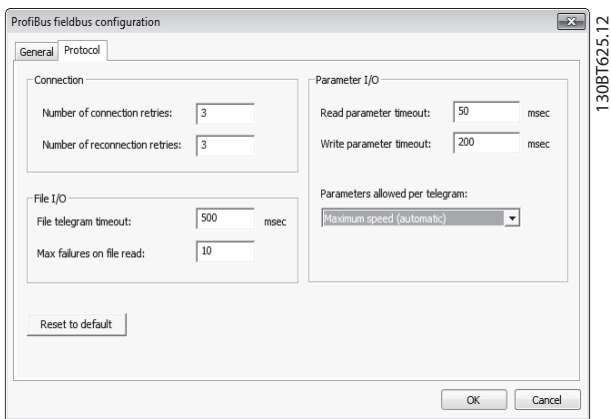 ProfiBus fieldbus configuration
General Protocol
Connection
Number of connection retries: 3
Number of reconnection retries: 3
File I/O
File telegram timeout: 500 msec
Max failures on file read: 10
Parameter I/O
Read parameter timeout: 50 msec
Write parameter timeout: 200 msec
Parameters allowed per telegram:
Maximum speed (automatic)
Reset to default
OK Cancel
130BT625.12